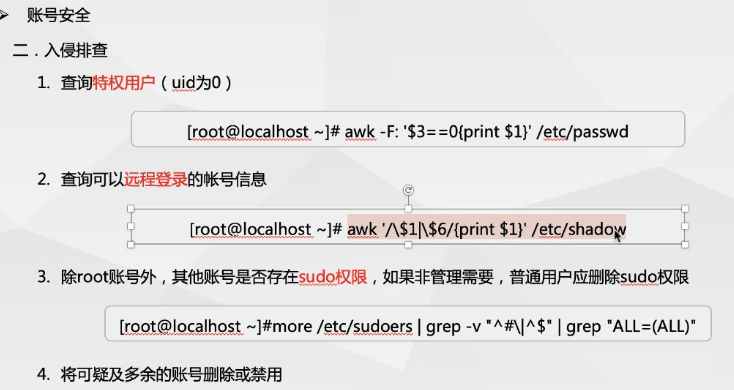 ➢ 账号安全
二．入侵排查
1. 查询特权用户（uid为0）
[root@localhost ~]# awk -F: '$3==0{print $1}' /etc/passwd
2. 查询可以远程登录的帐号信息
[root@localhost ~]# awk '/\$1|\$6/{print $1}' /etc/shadow
3. 除root账号外，其他账号是否存在sudo权限，如果非管理需要，普通用户应删除sudo权限
[root@localhost ~]#more /etc/sudoers | grep -v "^#\|^$" | grep "ALL=(ALL)"
4. 将可疑及多余的账号删除或禁用